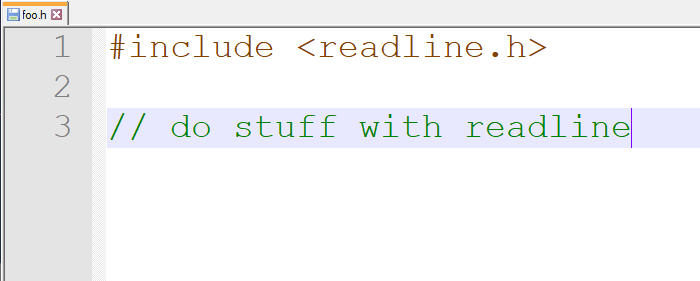 foo.h
1 #include <readline.h>
2
3 // do stuff with readline